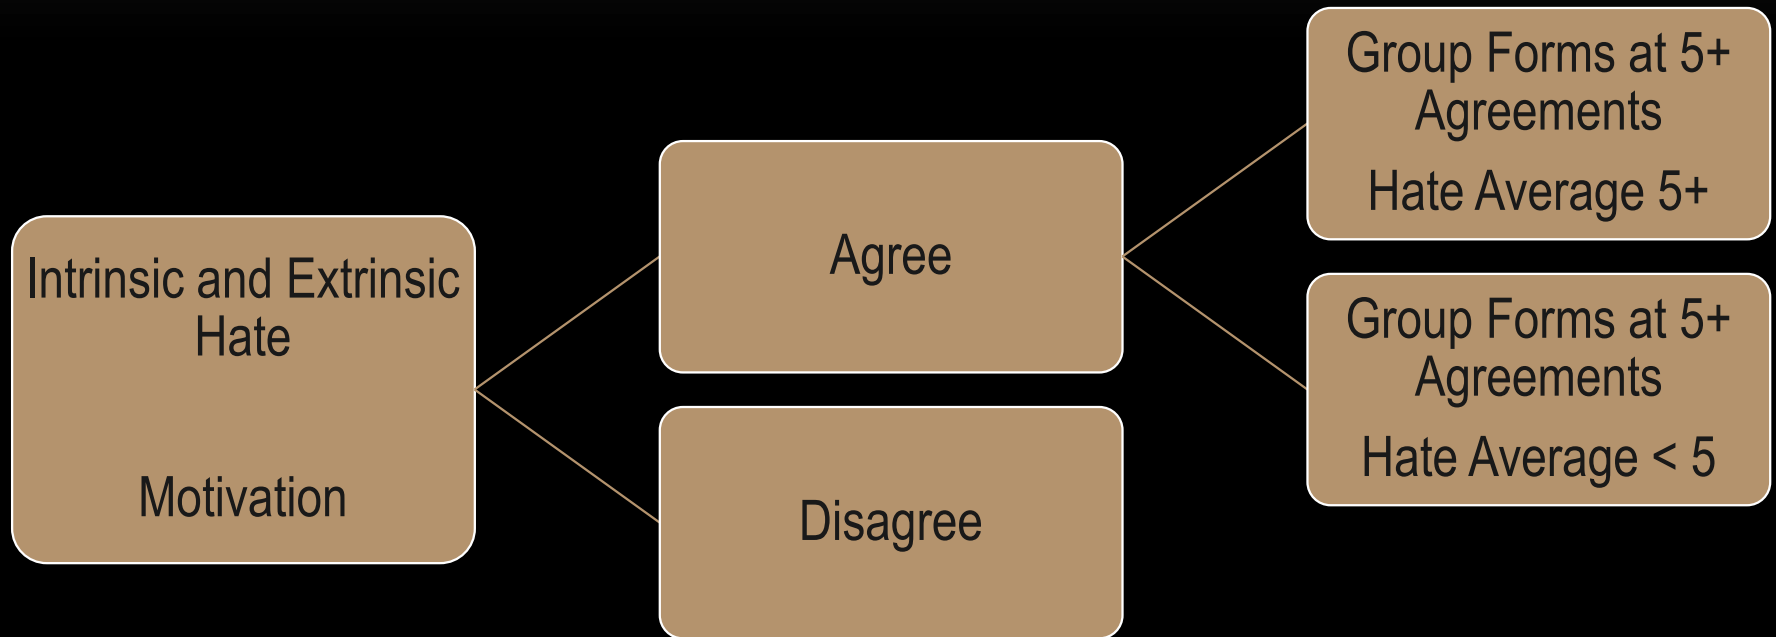 Intrinsic and Extrinsic
Hate
Motivation
Agree
Disagree
Group Forms at 5+
Agreements
Hate Average 5+
Group Forms at 5+
Agreements
Hate Average < 5